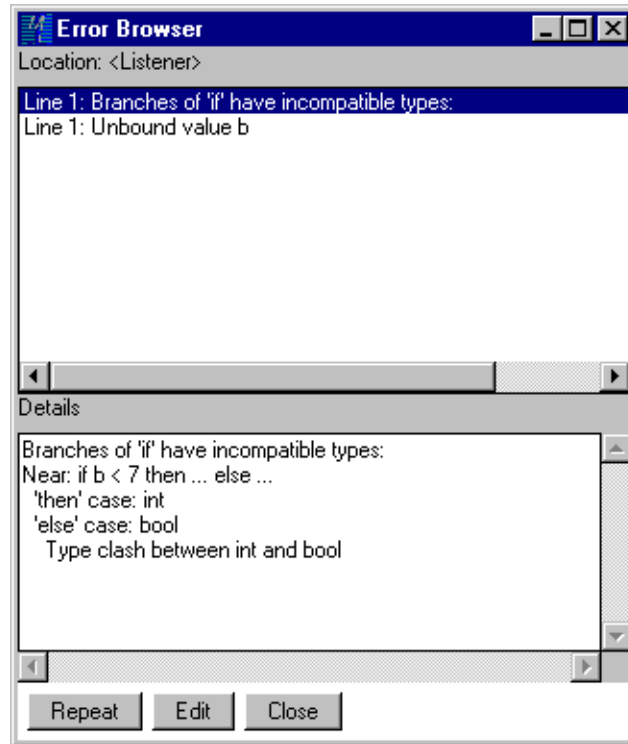 Error Browser
Location: <Listener>
Line 1: Branches of 'if' have incompatible types:
Line 1: Unbound value b
Details
Branches of 'if' have incompatible types:
Near: if b < 7 then ... else ...
'then' case: int
'else' case: bool
Type clash between int and bool
Repeat Edit Close